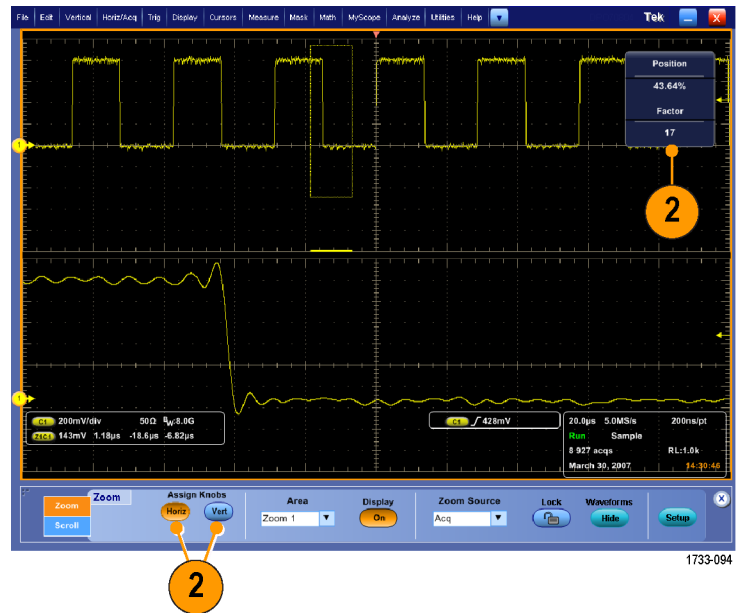 File Edit Vertical Horiz/Acq Trig Display Cursors Measure Mask Math MyScope Analyze Utilities Help Tek X
Position
43.64%
Factor
17
2
1
1
C1 200mV/div 50Ω BW:8.0G
Z1C1 143mV 1.18µs -18.6µs -6.82µs
C1 428mV
20.0µs 5.0MS/s 200ns/pt
Run Sample
8 927 acqs RL:1.0k
March 30, 2007 14:30:46
Zoom
Scroll
Zoom
Assign Knobs
Horiz Vert
Area
Zoom 1
Display
On
Zoom Source
Acq
Lock
Waveforms
Hide
Setup
X
2
1733-094